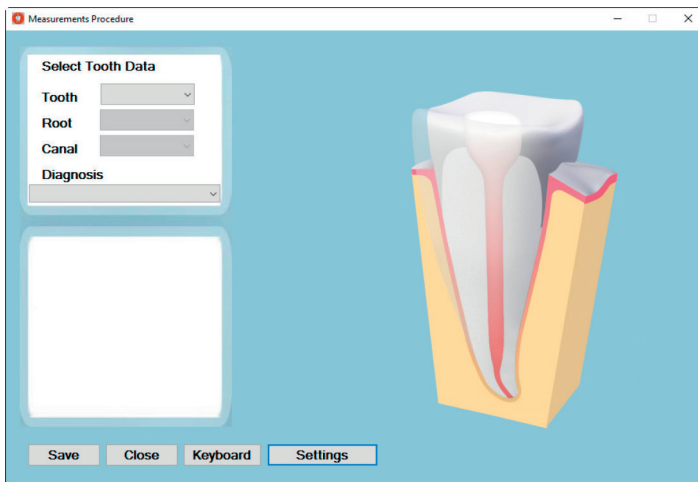 Measurements Procedure
Select Tooth Data
Tooth
Root
Canal
Diagnosis
Save Close Keyboard Settings